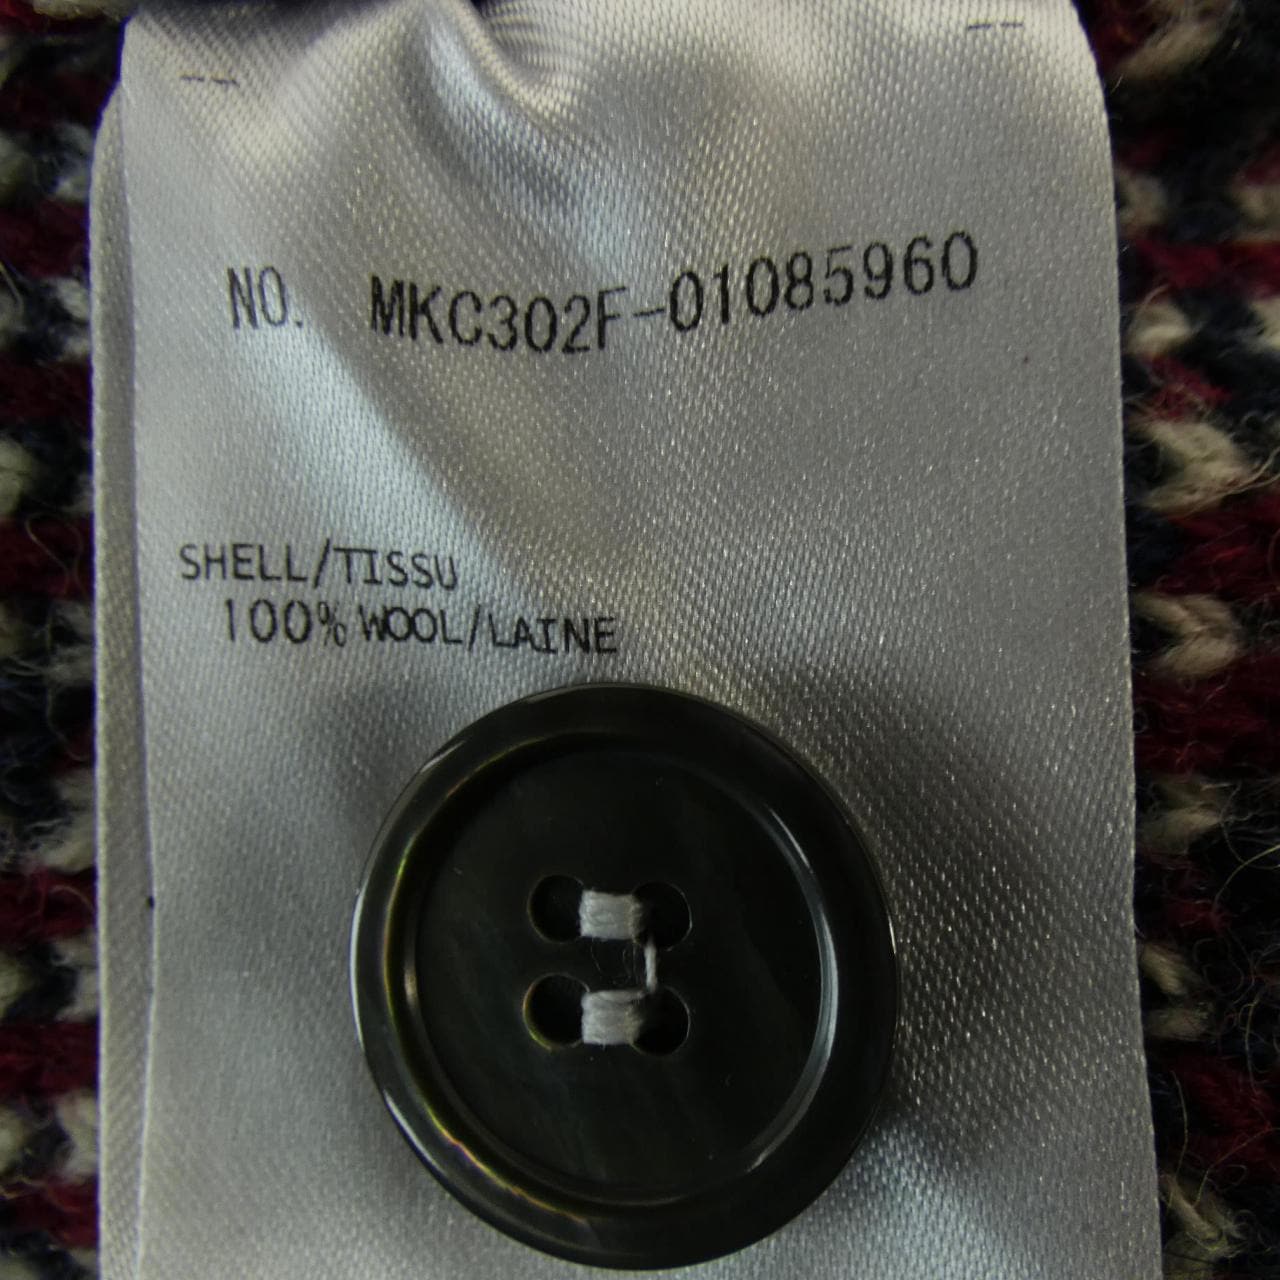 NO. MKC302F-01085960
SHELL/TISSU
100% WOOL/LAINE